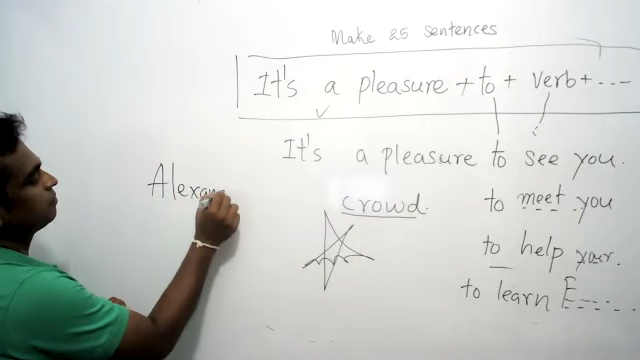 Make 25 sentences
It's a pleasure + to + verb + ...
It's a pleasure to see you.
Alexan
crowd.
to meet you
to help your.
to learn E